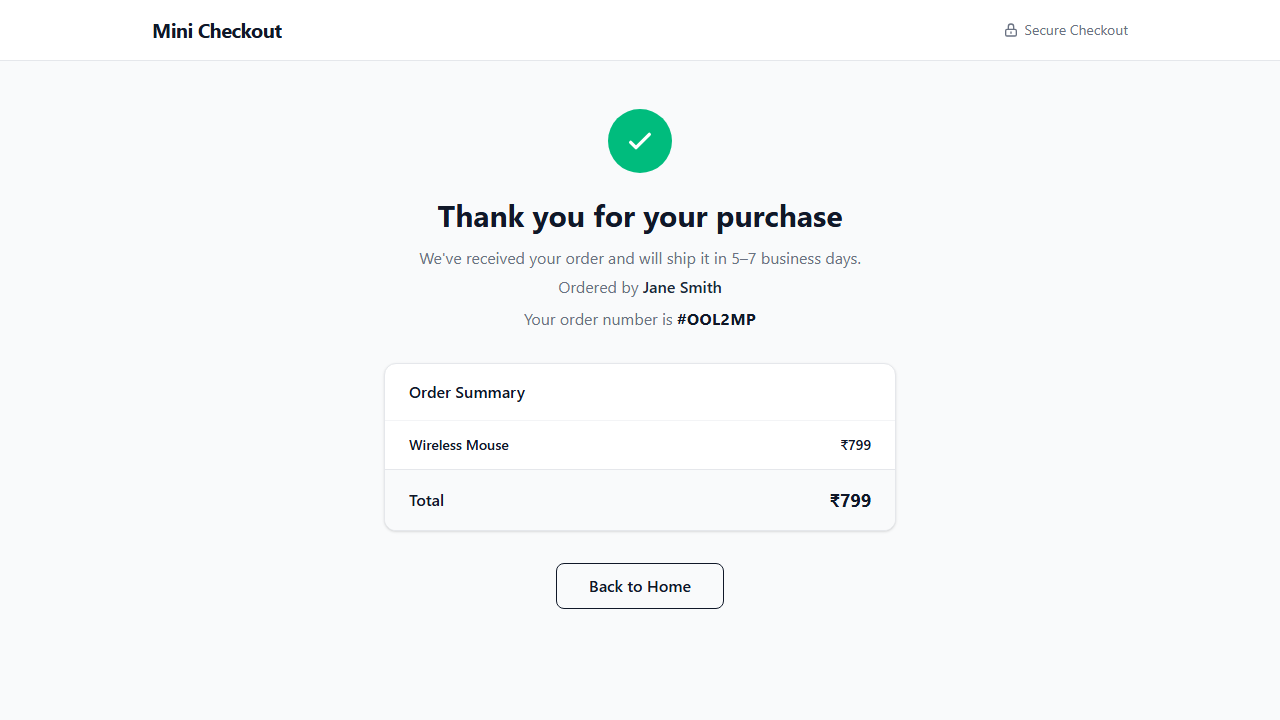 Mini Checkout
Secure Checkout
Thank you for your purchase
We've received your order and will ship it in 5–7 business days.
Ordered by Jane Smith
Your order number is #OOL2MP
Order Summary
Wireless Mouse ₹799
Total ₹799
Back to Home